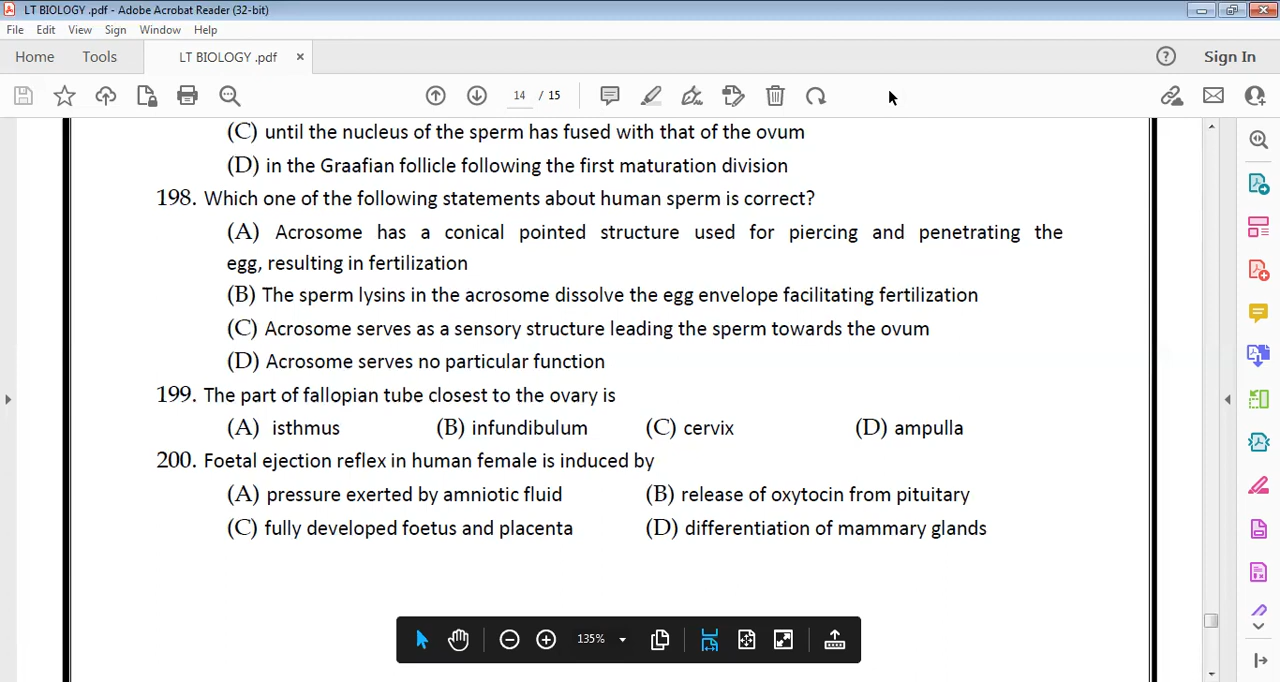 LT BIOLOGY .pdf - Adobe Acrobat Reader (32-bit)
File Edit View Sign Window Help
Home Tools LT BIOLOGY .pdf × Sign In
14 / 15
(C) until the nucleus of the sperm has fused with that of the ovum
(D) in the Graafian follicle following the first maturation division
198. Which one of the following statements about human sperm is correct?
(A) Acrosome has a conical pointed structure used for piercing and penetrating the
egg, resulting in fertilization
(B) The sperm lysins in the acrosome dissolve the egg envelope facilitating fertilization
(C) Acrosome serves as a sensory structure leading the sperm towards the ovum
(D) Acrosome serves no particular function
199. The part of fallopian tube closest to the ovary is
(A) isthmus (B) infundibulum (C) cervix (D) ampulla
200. Foetal ejection reflex in human female is induced by
(A) pressure exerted by amniotic fluid (B) release of oxytocin from pituitary
(C) fully developed foetus and placenta (D) differentiation of mammary glands
135%